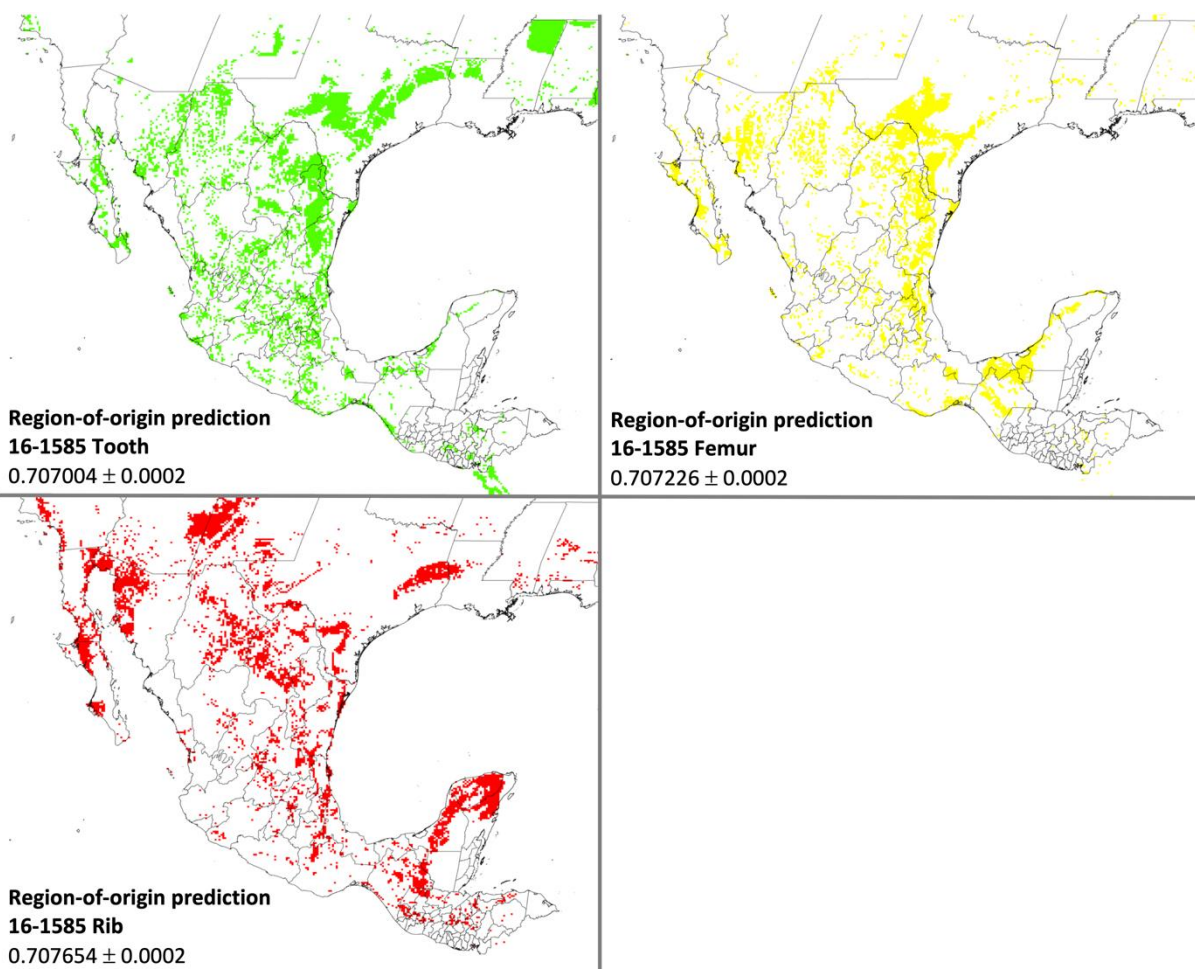 Region-of-origin prediction
16-1585 Tooth
0.707004 ± 0.0002
Region-of-origin prediction
16-1585 Femur
0.707226 ± 0.0002
Region-of-origin prediction
16-1585 Rib
0.707654 ± 0.0002